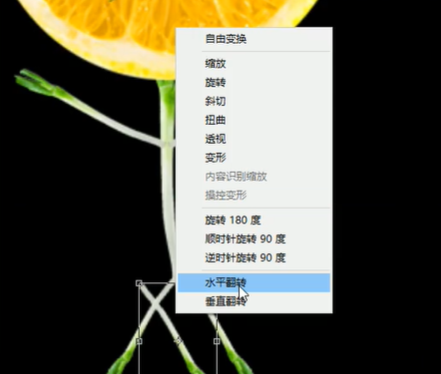 自由变换
缩放
旋转
斜切
扭曲
透视
变形
内容识别缩放
操控变形
旋转 180 度
顺时针旋转 90 度
逆时针旋转 90 度
水平翻转
垂直翻转